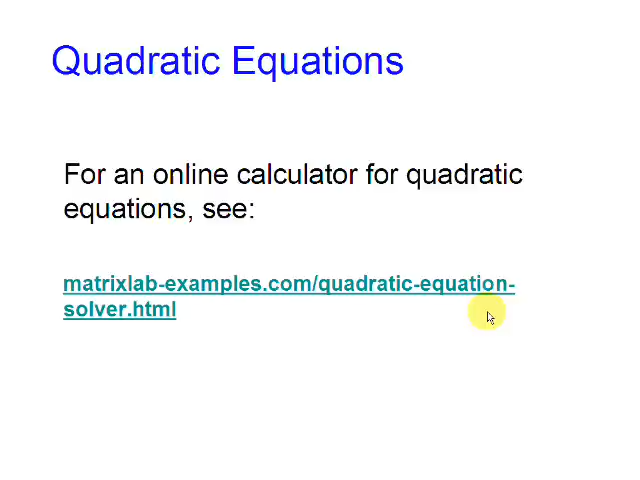 Quadratic Equations
For an online calculator for quadratic
equations, see:
matrixlab-examples.com/quadratic-equation-
solver.html